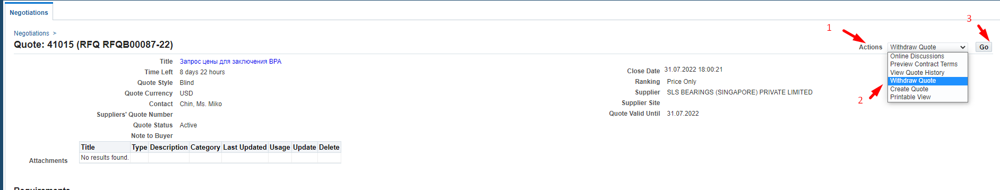 Negotiations
Negotiations >
Quote: 41015 (RFQ RFQB00087-22)
1
3
Actions Withdraw Quote Go
Online Discussions
Preview Contract Terms
View Quote History
Withdraw Quote
Create Quote
Printable View
2
Title Запрос цены для заключения BPA
Time Left 8 days 22 hours
Quote Style Blind
Quote Currency USD
Contact Chin, Ms. Miko
Suppliers' Quote Number
Quote Status Active
Note to Buyer
Close Date 31.07.2022 18:00:21
Ranking Price Only
Supplier SLS BEARINGS (SINGAPORE) PRIVATE LIMITED
Supplier Site
Quote Valid Until 31.07.2022
Title Type Description Category Last Updated Usage Update Delete
Attachments No results found.
Requirements